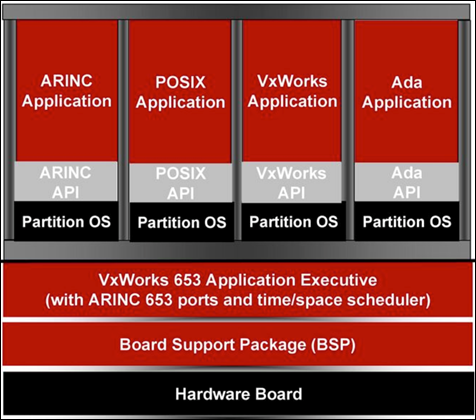 ARINC
Application
POSIX
Application
VxWorks
Application
Ada
Application
ARINC
API
POSIX
API
VxWorks
API
Ada
API
Partition OS
Partition OS
Partition OS
Partition OS
VxWorks 653 Application Executive
(with ARINC 653 ports and time/space scheduler)
Board Support Package (BSP)
Hardware Board